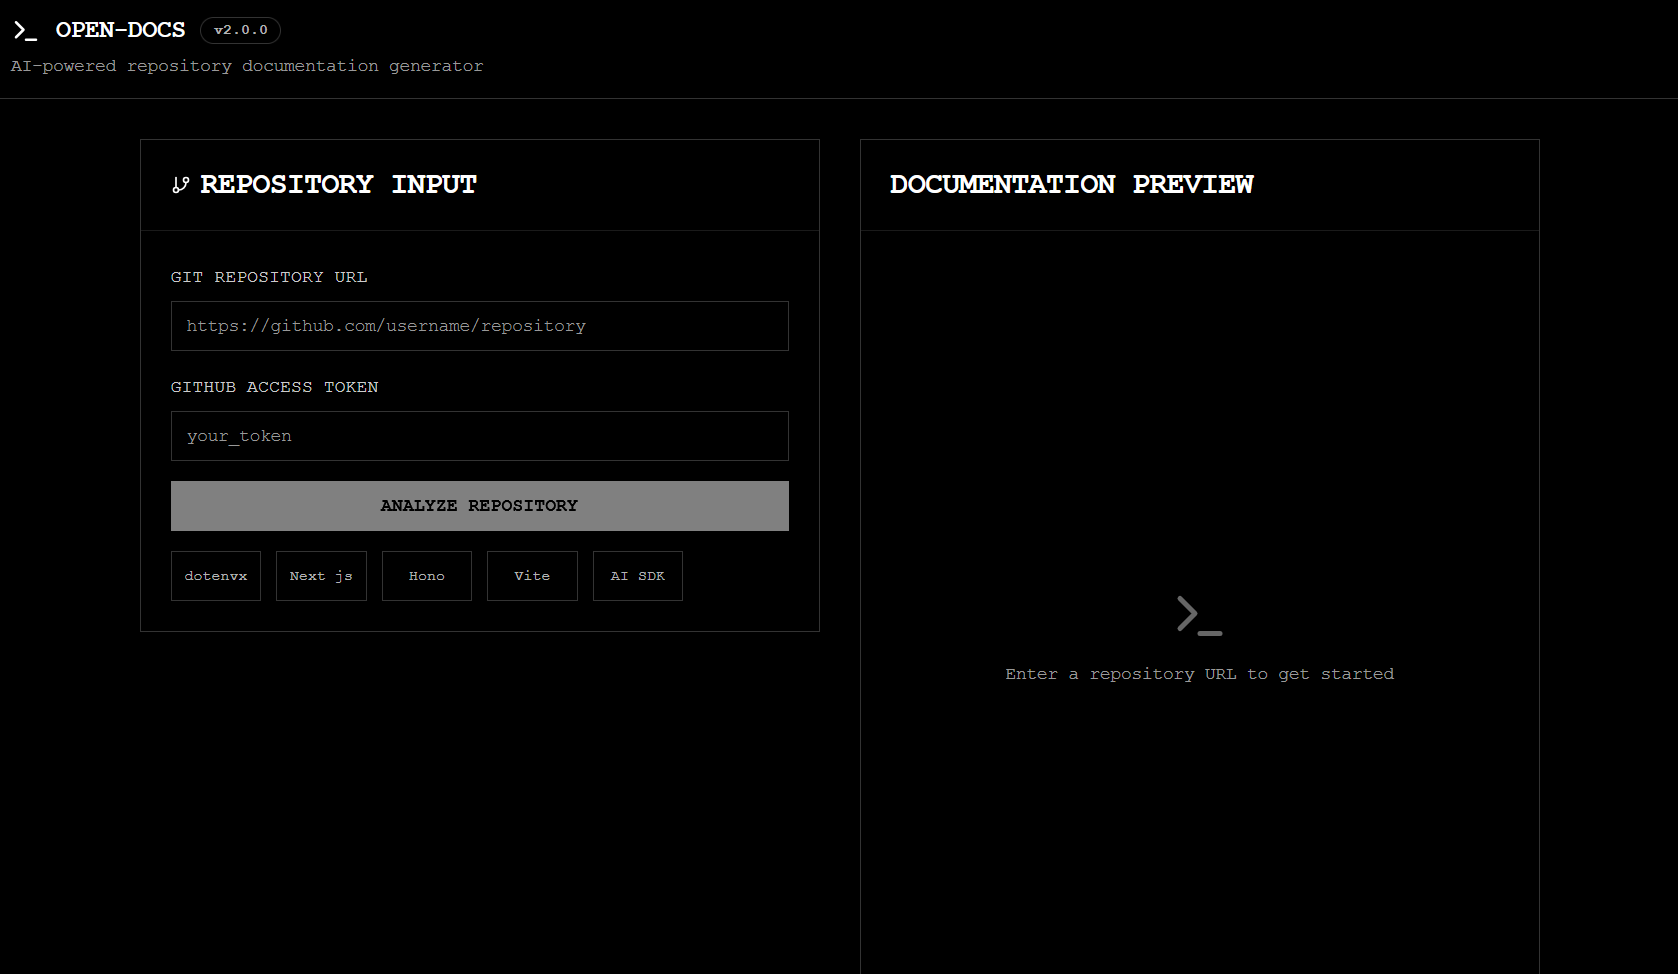 OPEN-DOCS v2.0.0
AI-powered repository documentation generator
REPOSITORY INPUT
GIT REPOSITORY URL
https://github.com/username/repository
GITHUB ACCESS TOKEN
your_token
ANALYZE REPOSITORY
dotenvx Next js Hono Vite AI SDK
DOCUMENTATION PREVIEW
Enter a repository URL to get started